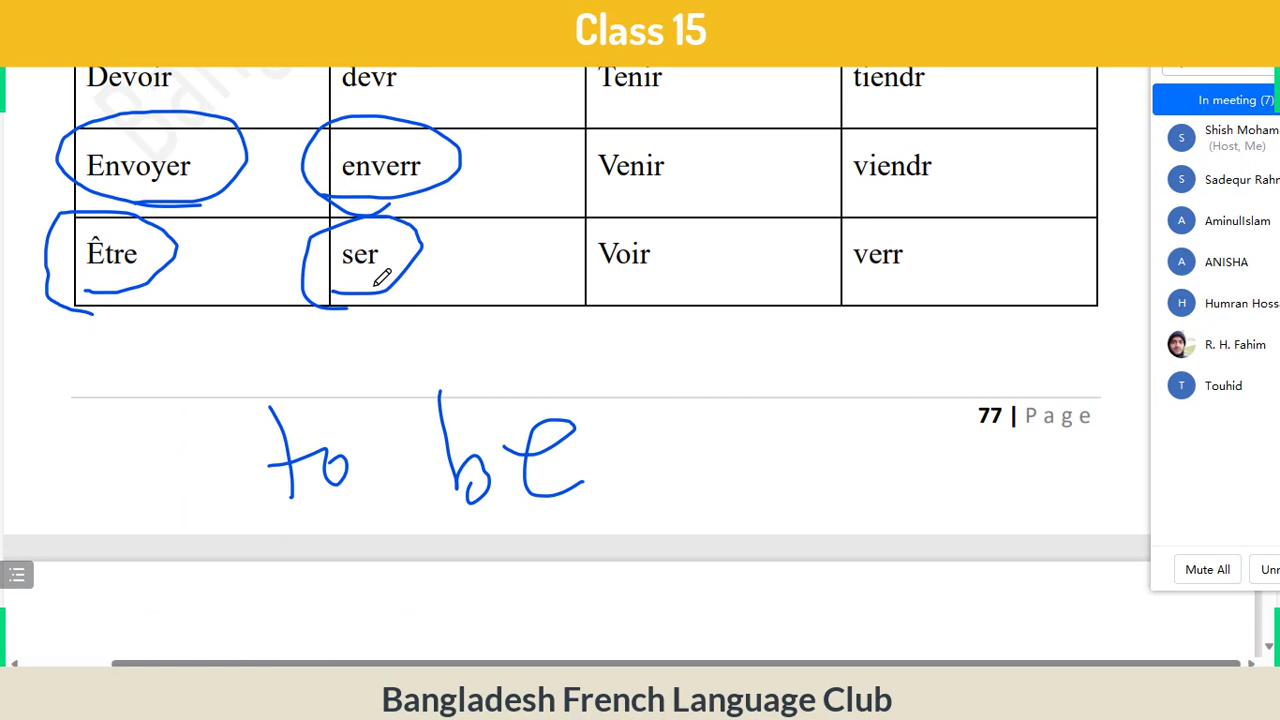 Class 15
Devoir devr Tenir tiendr
Envoyer enverr Venir viendr
Être ser Voir verr
77 | Page
to be
In meeting (7)
S Shish Moham
(Host, Me)
S Sadequr Rahm
A AminulIslam
A ANISHA
H Humran Hoss
R. H. Fahim
T Touhid
Mute All Unr
Bangladesh French Language Club